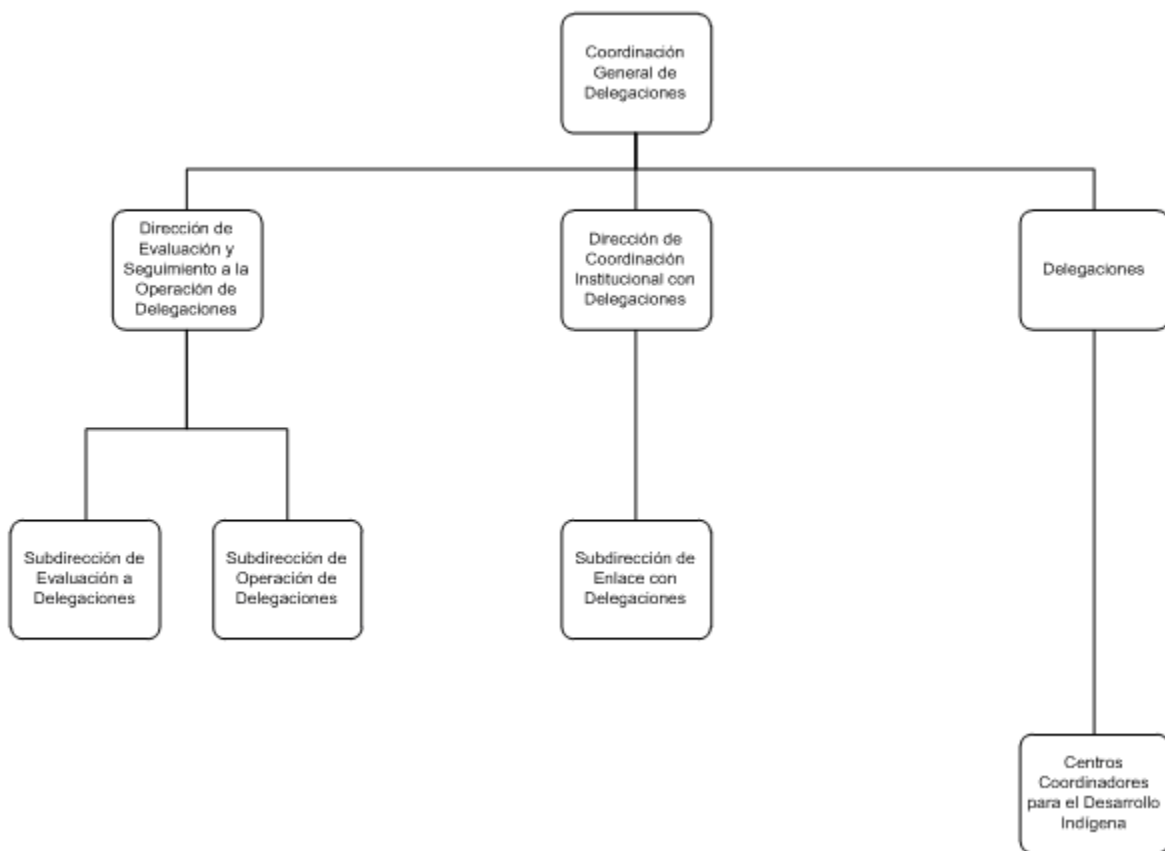 Coordinación
General de
Delegaciones
Dirección de
Evaluación y
Seguimiento a la
Operación de
Delegaciones
Dirección de
Coordinación
Institucional con
Delegaciones
Delegaciones
Subdirección de
Evaluación a
Delegaciones
Subdirección de
Operación de
Delegaciones
Subdirección de
Enlace con
Delegaciones
Centros
Coordinadores
para el Desarrollo
Indígena